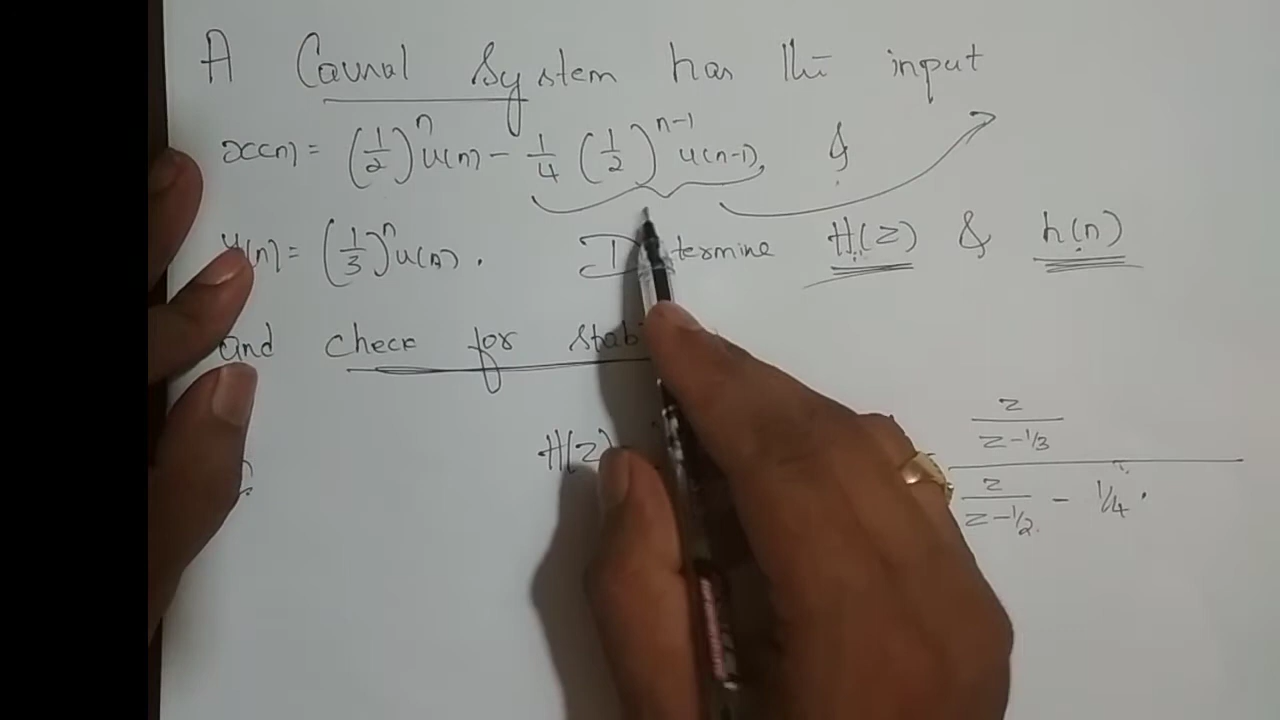 A Causal System has the input
x(n) = (1/2)^n u(n) - 1/4 (1/2)^{n-1} u(n-1), &
y(n) = (1/3)^n u(n). Determine H(z) & h(n)
and check for
H(z) z/(z-1/3) / z/(z-1/2) - 1/4 .